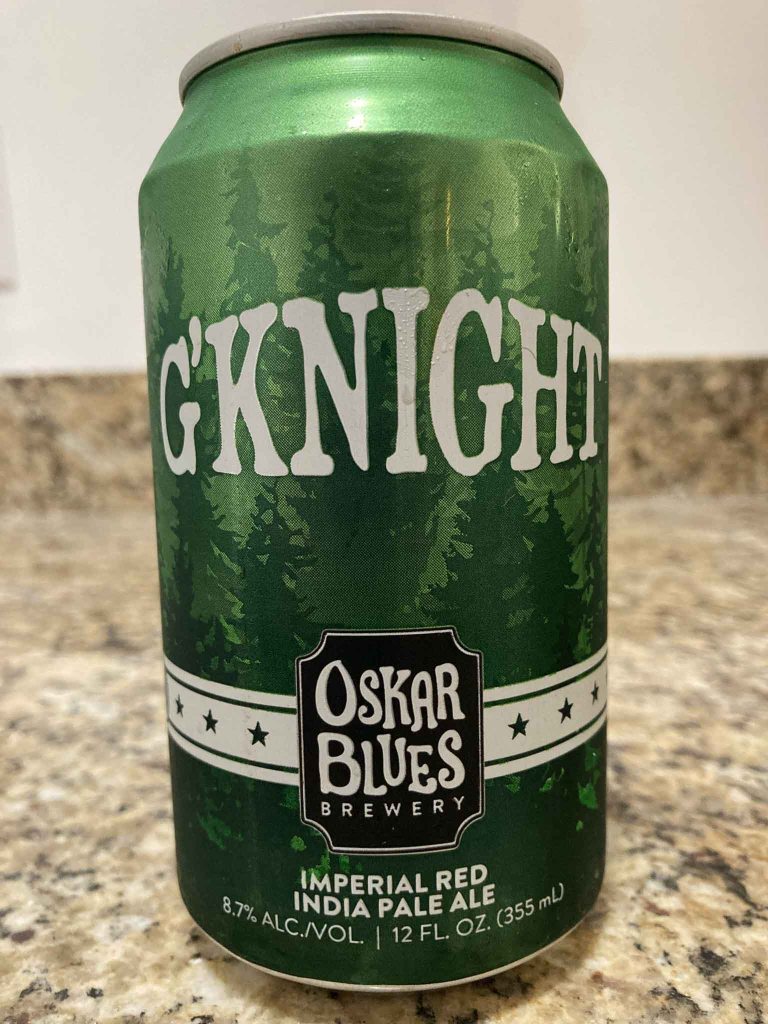 G'KNIGHT
OSKAR
BLUES
BREWERY
IMPERIAL RED
INDIA PALE ALE
8.7% ALC./VOL. | 12 FL. OZ. (355 mL)